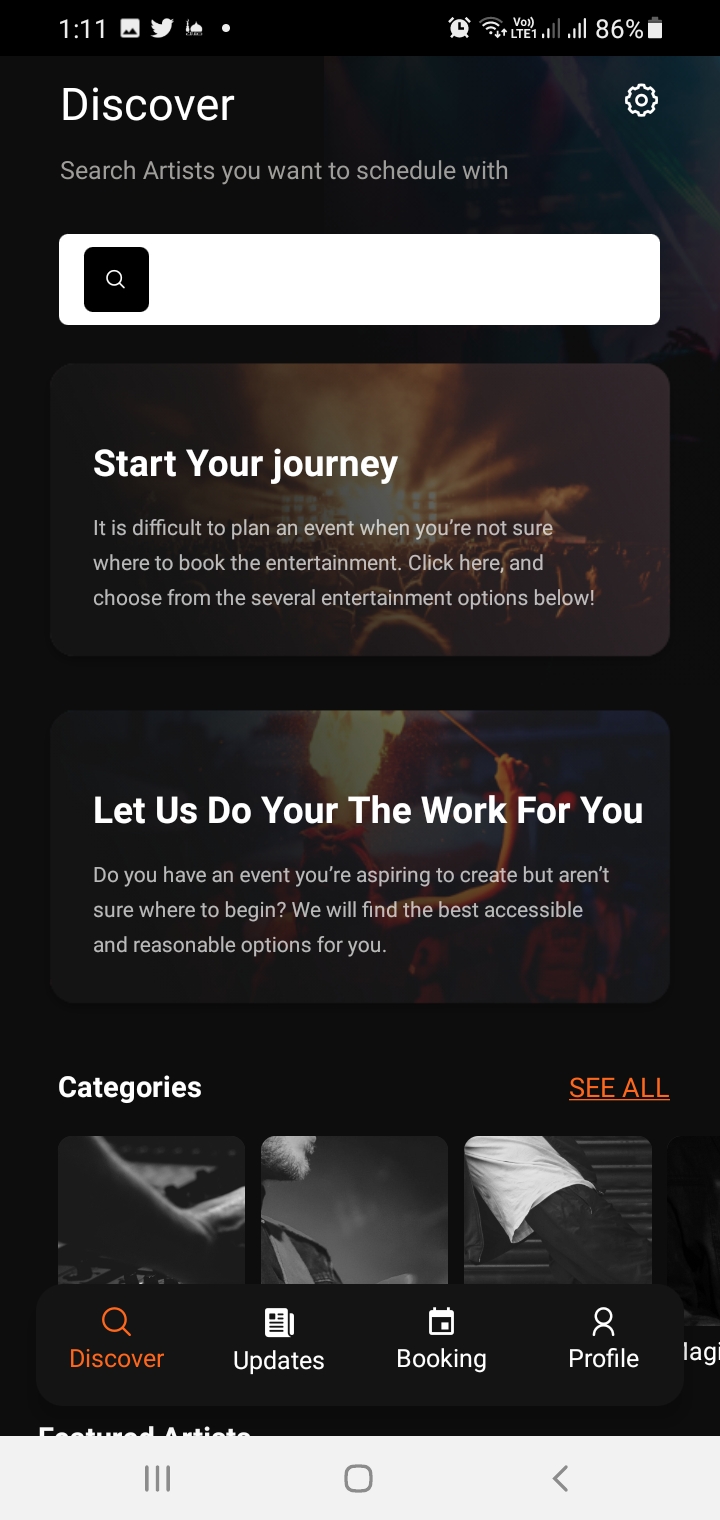 1:11
Vo))
LTE1
86%
Discover
Search Artists you want to schedule with
Start Your journey
It is difficult to plan an event when you’re not sure
where to book the entertainment. Click here, and
choose from the several entertainment options below!
Let Us Do Your The Work For You
Do you have an event you’re aspiring to create but aren’t
sure where to begin? We will find the best accessible
and reasonable options for you.
Categories
SEE ALL
Discover
Updates
Booking
Profile
Featured Artists